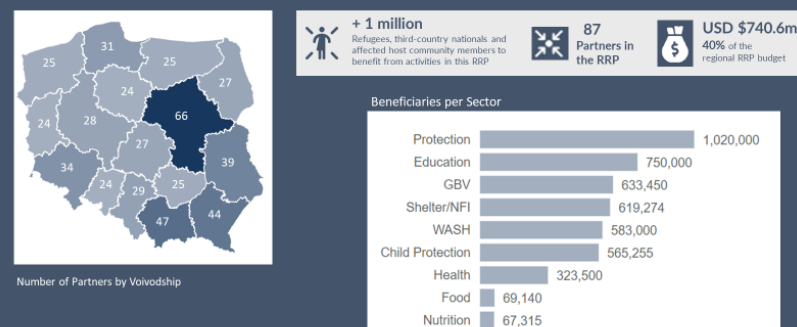 31
25
25
27
24
66
24
28
27
39
34
24
29
25
47
44
Number of Partners by Voivodship
+ 1 million
Refugees, third-country nationals and
affected host community members to
benefit from activities in this RRP
87
Partners in
the RRP
USD $740.6m
40% of the
regional RRP budget
Beneficiaries per Sector
Protection 1,020,000
Education 750,000
GBV 633,450
Shelter/NFI 619,274
WASH 583,000
Child Protection 565,255
Health 323,500
Food 69,140
Nutrition 67,315